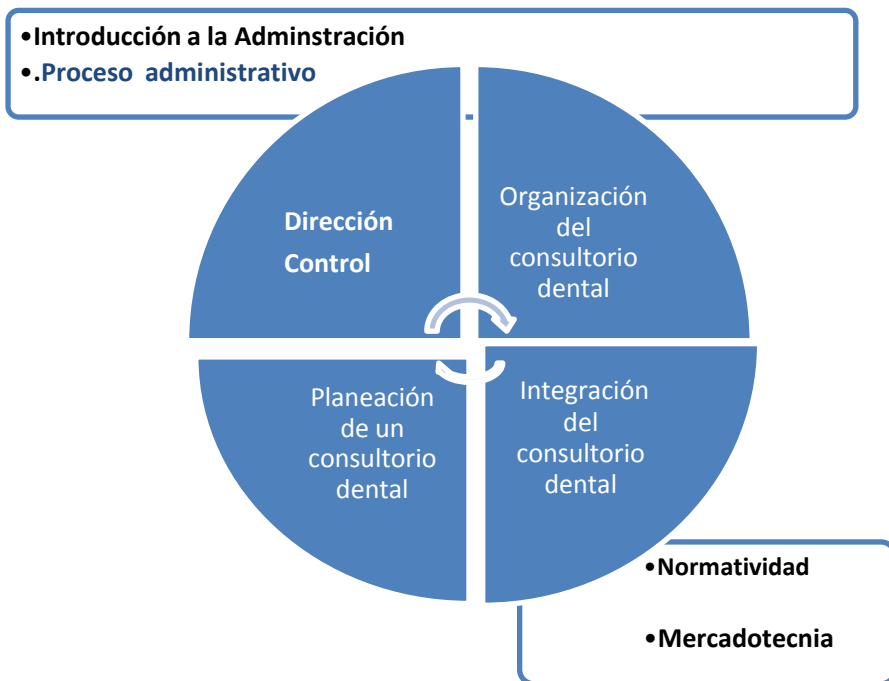 •Introducción a la Adminstración
•.Proceso administrativo
Dirección
Control
Organización
del
consultorio
dental
Planeación
de un
consultorio
dental
Integración
del
consultorio
dental
•Normatividad
•Mercadotecnia